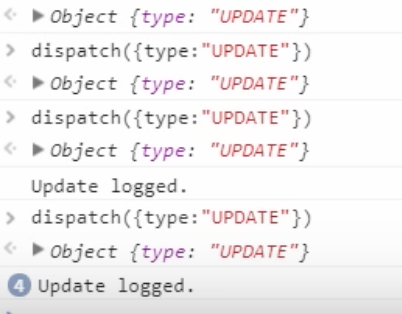 Object {type: "UPDATE"}
dispatch({type:"UPDATE"})
Object {type: "UPDATE"}
dispatch({type:"UPDATE"})
Object {type: "UPDATE"}
Update logged.
dispatch({type:"UPDATE"})
Object {type: "UPDATE"}
4 Update logged.